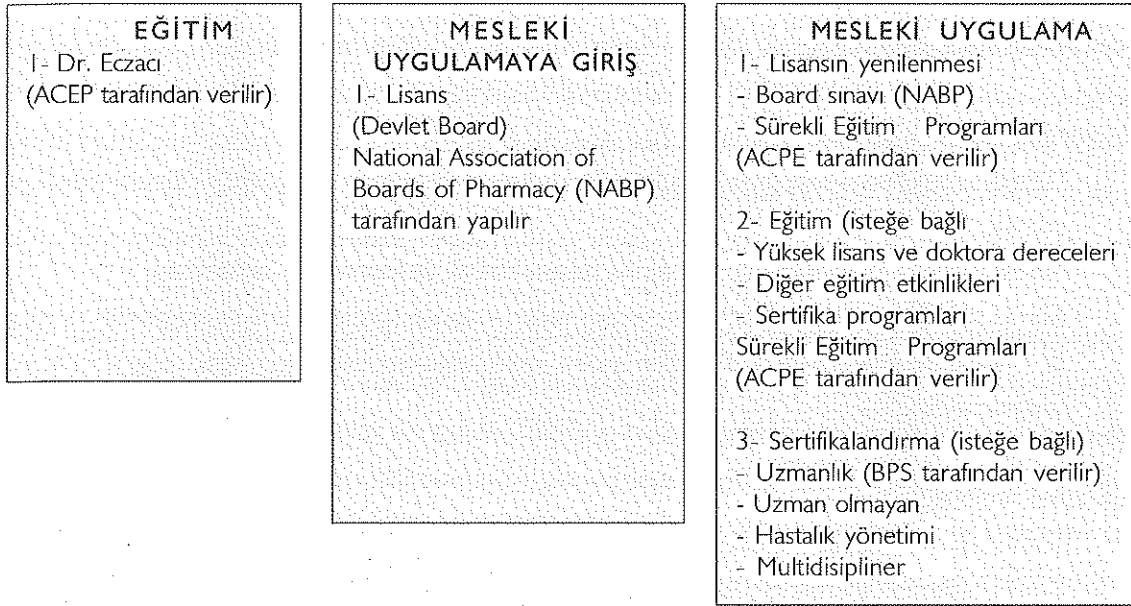 EĞİTİM
1- Dr. Eczacı
(ACEP tarafından verilir)
MESLEKİ
UYGULAMAYA GİRİŞ
1- Lisans
(Devlet Board)
National Association of
Boards of Pharmacy (NABP)
tarafından yapılır
MESLEKİ UYGULAMA
1- Lisansın yenilenmesi
- Board sınavı (NABP)
- Sürekli Eğitim Programları
(ACPE tarafından verilir)
2- Eğitim (isteğe bağlı
- Yüksek lisans ve doktora dereceleri
- Diğer eğitim etkinlikleri
- Sertifika programları
Sürekli Eğitim Programları
(ACPE tarafından verilir)
3- Sertifikalandırma (isteğe bağlı)
- Uzmanlık (BPS tarafından verilir)
- Uzman olmayan
- Hastalık yönetimi
- Multidisipliner